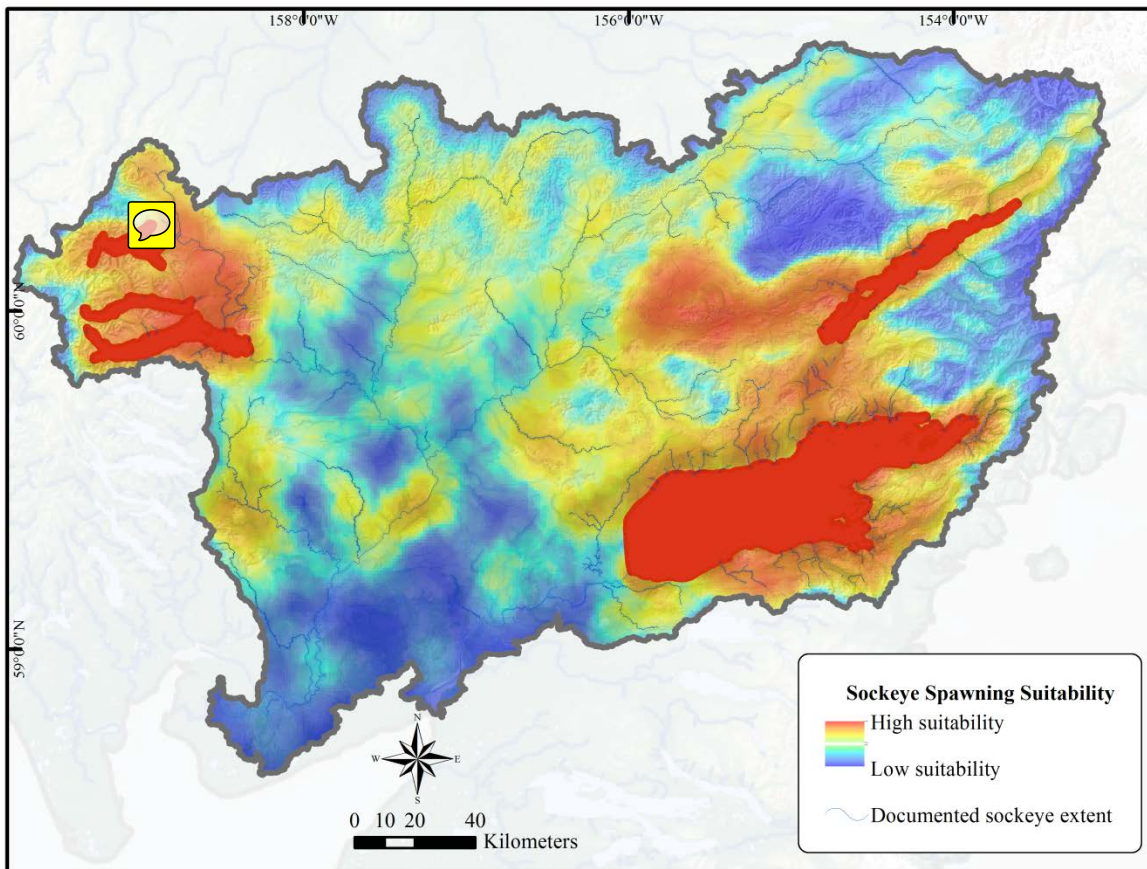 158°0'0"W
156°0'0"W
154°0'0"W
60°0'0"N
59°0'0"N
N
W
E
S
0 10 20 40
Kilometers
Sockeye Spawning Suitability
High suitability
Low suitability
Documented sockeye extent